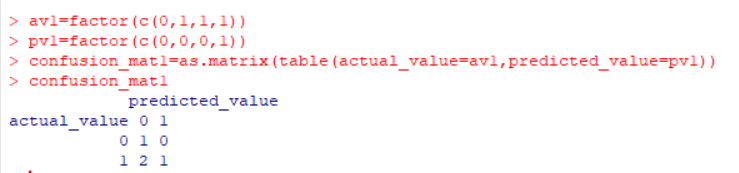 > av1=factor(c(0,1,1,1))
> pv1=factor(c(0,0,0,1))
> confusion_mat1=as.matrix(table(actual_value=av1,predicted_value=pv1))
> confusion_mat1
predicted_value
actual_value 0 1
0 1 0
1 2 1